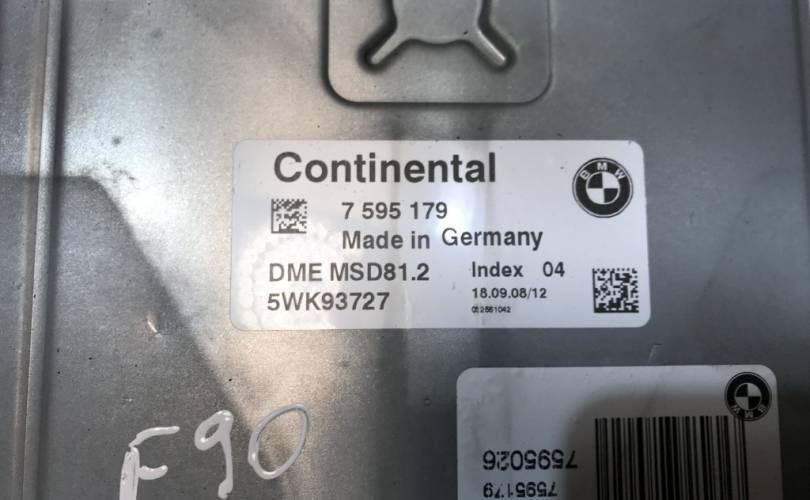 Continental
BMW
7 595 179
Made in Germany
DME MSD81.2 Index 04
5WK93727 18.09.08/12
E90
BMW
7595026
7595179